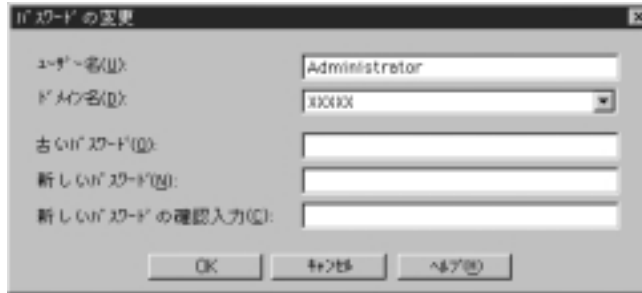 ﾊﾟｽﾜｰﾄﾞの変更
ﾕｰｻﾞｰ名(U): Administrator
ﾄﾞﾒｲﾝ名(D): XXXXX
古いﾊﾟｽﾜｰﾄﾞ(O):
新しいﾊﾟｽﾜｰﾄﾞ(N):
新しいﾊﾟｽﾜｰﾄﾞの確認入力(C):
OK ｷｬﾝｾﾙ ﾍﾙﾌﾟ(H)